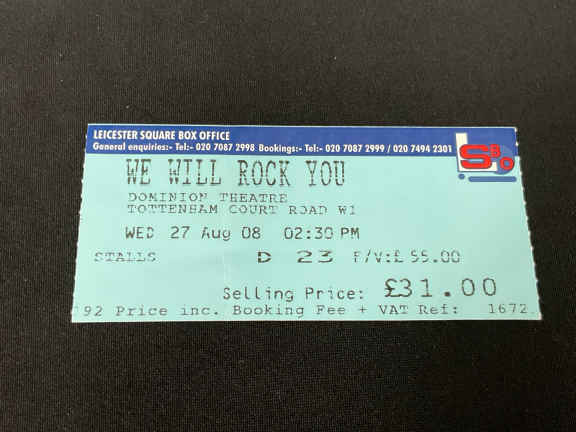 LEICESTER SQUARE BOX OFFICE
General enquiries:- Tel:- 020 7087 2998 Bookings:- Tel:- 020 7087 2999 / 020 7494 2301
LSBO
WE WILL ROCK YOU
DOMINION THEATRE
TOTTENHAM COURT ROAD W1
WED 27 Aug 08 02:30 PM
STALLS D 23 F/V:£ 55.00
Selling Price: £31.00
92 Price inc. Booking Fee + VAT Ref: 1672